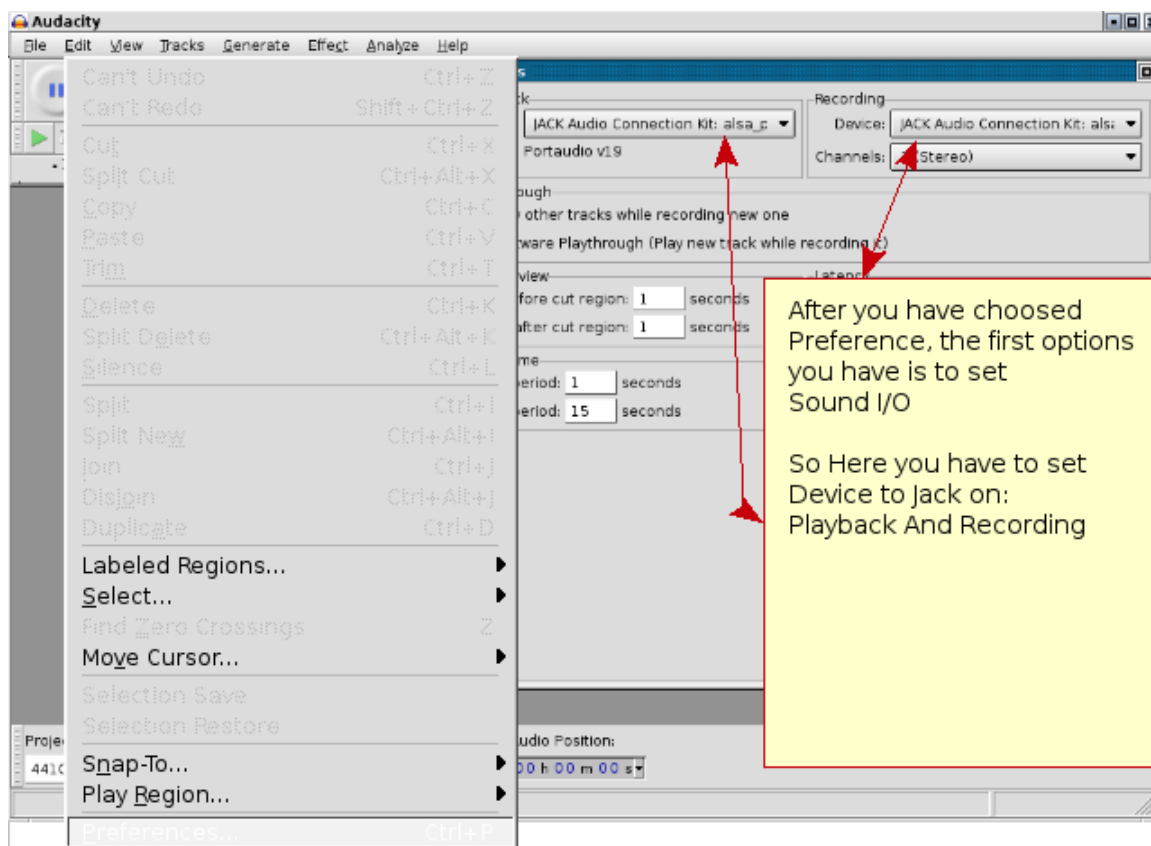 Audacity
File Edit View Tracks Generate Effect Analyze Help
Can't Undo Ctrl+Z
Can't Redo Shift+Ctrl+Z
Cut Ctrl+X
Split Cut Ctrl+Alt+X
Copy Ctrl+C
Paste Ctrl+V
Trim Ctrl+T
Delete Ctrl+K
Split Delete Ctrl+Alt+K
Silence Ctrl+L
Split Ctrl+I
Split New Ctrl+Alt+I
Join Ctrl+J
Disjoin Ctrl+Alt+J
Duplicate Ctrl+D
Labeled Regions...
Select...
Find Zero Crossings Z
Move Cursor...
Selection Save
Selection Restore
Snap-To...
Play Region...
Preferences... Ctrl+P
JACK Audio Connection Kit: alsa_p
Portaudio v19
Recording
Device: JACK Audio Connection Kit: als
Channels: (Stereo)
other tracks while recording new one
Playthrough (Play new track while recording it)
cut region: 1 seconds
after cut region: 1 seconds
Latency
period: 1 seconds
period: 15 seconds
After you have choosed
Preference, the first options
you have is to set
Sound I/O
So Here you have to set
Device to Jack on:
Playback And Recording
Audio Position:
00 h 00 m 00 s